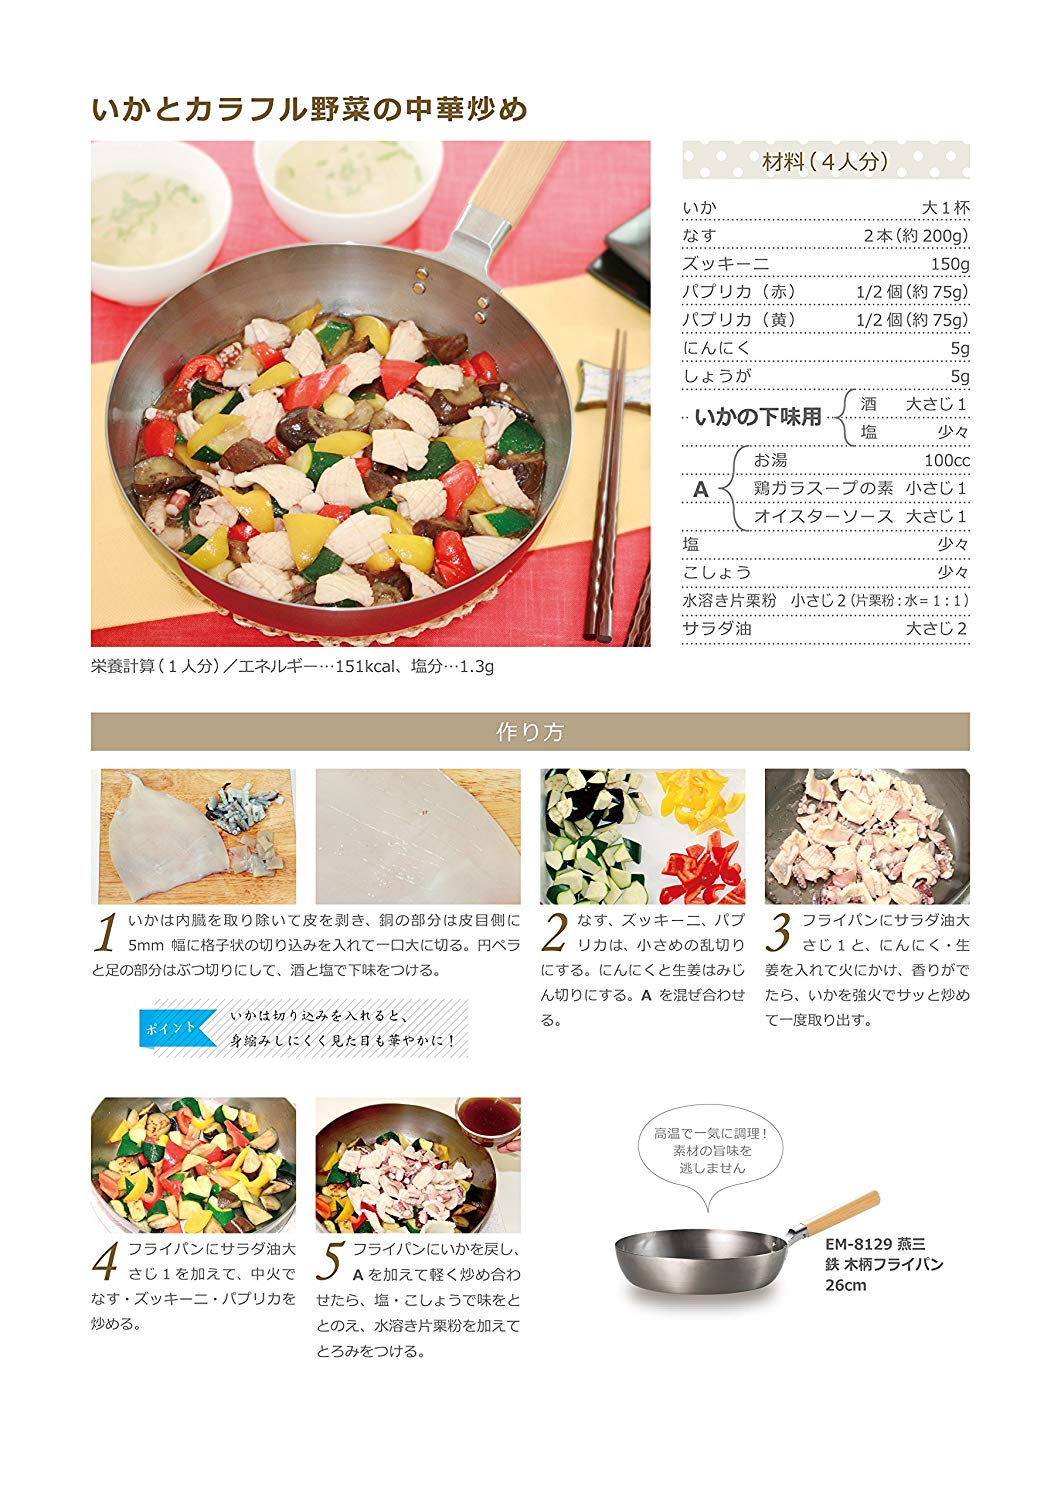 いかとカラフル野菜の中華炒め
材料（４人分）
いか 大１杯
なす 2本（約200g）
ズッキーニ 150g
パプリカ（赤） 1/2個（約75g）
パプリカ（黄） 1/2個（約75g）
にんにく 5g
しょうが 5g
いかの下味用
酒 大さじ１
塩 少々
A
お湯 100cc
鶏ガラスープの素 小さじ１
オイスターソース 大さじ１
塩 少々
こしょう 少々
水溶き片栗粉 小さじ２（片栗粉：水＝１：１）
サラダ油 大さじ２
栄養計算（１人分）／エネルギー…151kcal、塩分…1.3g
作り方
1 いかは内臓を取り除いて皮を剥き、銅の部分は皮目側に
5mm 幅に格子状の切り込みを入れて一口大に切る。円ペラ
と足の部分はぶつ切りにして、酒と塩で下味をつける。
ポイント
いかは切り込みを入れると、
身縮みしにくく見た目も華やかに！
2 なす、ズッキーニ、パプ
リカは、小さめの乱切り
にする。にんにくと生姜はみじ
ん切りにする。A を混ぜ合わせ
る。
3 フライパンにサラダ油大
さじ１と、にんにく・生
姜を入れて火にかけ、香りがで
たら、いかを強火でサッと炒め
て一度取り出す。
4 フライパンにサラダ油大
さじ１を加えて、中火で
なす・ズッキーニ・パプリカを
炒める。
5 フライパンにいかを戻し、
A を加えて軽く炒め合わ
せたら、塩・こしょうで味をと
とのえ、水溶き片栗粉を加えて
とろみをつける。
高温で一気に調理！
素材の旨味を
逃しません
EM-8129 燕三
鉄 木柄フライパン
26cm